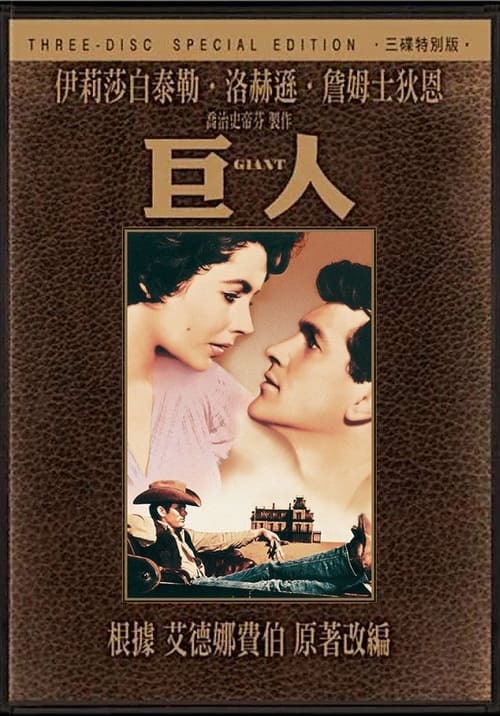 THREE-DISC SPECIAL EDITION ·三碟特別版·
伊莉莎白泰勒·洛赫遜·詹姆士狄恩
喬治史帝芬 製作
巨人
GIANT
根據 艾德娜費伯 原著改編